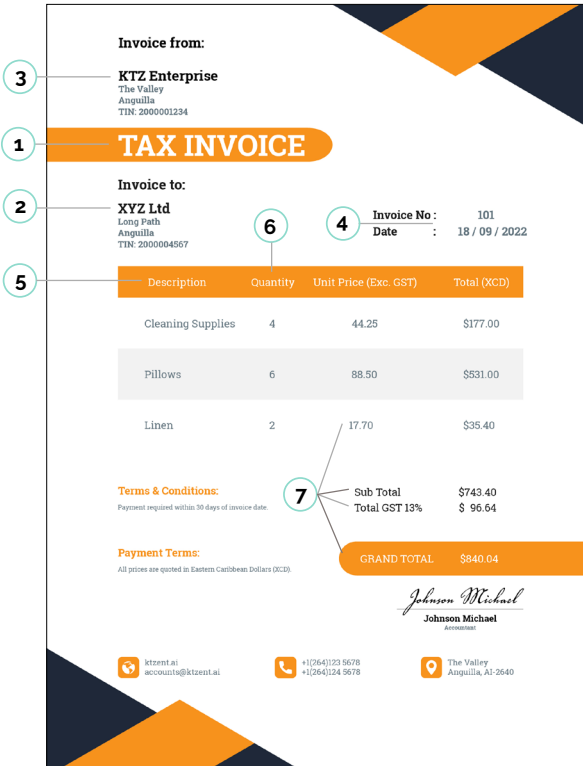 Invoice from:
3
KTZ Enterprise
The Valley
Anguilla
TIN: 2000001234
1
TAX INVOICE
Invoice to:
2
XYZ Ltd
Long Path
Anguilla
TIN: 2000004567
6
4
Invoice No : 101
Date : 18 / 09 / 2022
5
Description Quantity Unit Price (Exc. GST) Total (XCD)
Cleaning Supplies 4 44.25 $177.00
Pillows 6 88.50 $531.00
Linen 2 17.70 $35.40
Terms & Conditions:
Payment required within 30 days of invoice date.
7
Sub Total $743.40
Total GST 13% $ 96.64
Payment Terms:
All prices are quoted in Eastern Caribbean Dollars (XCD).
GRAND TOTAL $840.04
Johnson Michael
Johnson Michael
Accountant
ktzent.ai
accounts@ktzent.ai
+1(264)123 5678
+1(264)124 5678
The Valley
Anguilla, AI-2640